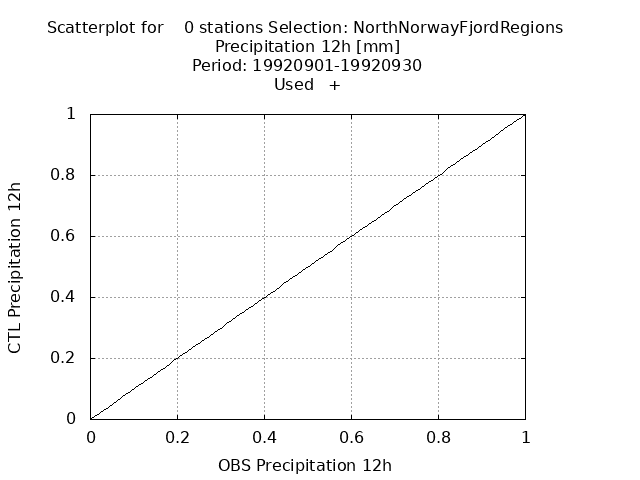 Scatterplot for    0 stations Selection: NorthNorwayFjordRegions
Precipitation 12h [mm]
Period: 19920901-19920930
Used   +
1
0.8
0.6
0.4
0.2
0
CTL Precipitation 12h
0 0.2 0.4 0.6 0.8 1
OBS Precipitation 12h